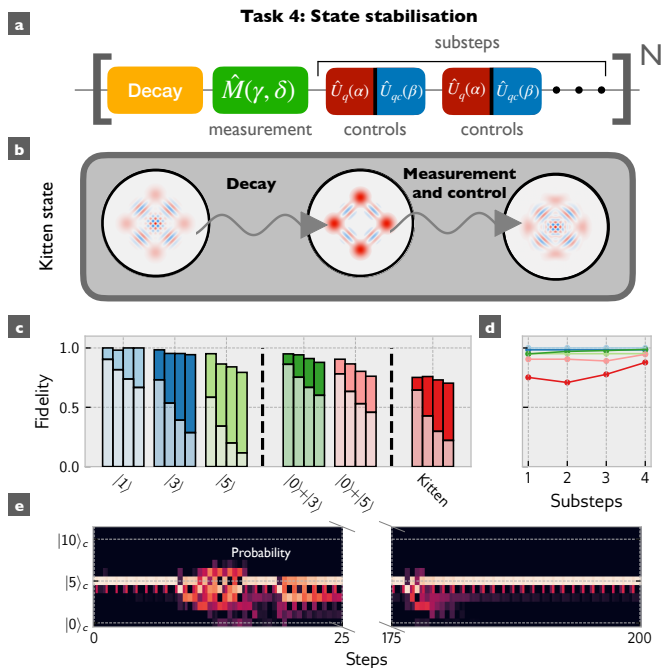 Task 4: State stabilisation
a
substeps
N
Decay
M̂(γ, δ)
Û_q(α)
Û_qc(β)
Û_q(α)
Û_qc(β)
measurement
controls
controls
b
Kitten state
Decay
Measurement
and control
c
d
Fidelity
1.0
0.5
0.0
|1⟩
|3⟩
|5⟩
|0⟩+|3⟩
|0⟩+|5⟩
Kitten
1 2 3 4
Substeps
e
Probability
|10⟩_c
|5⟩_c
|0⟩_c
0 25 175 200
Steps